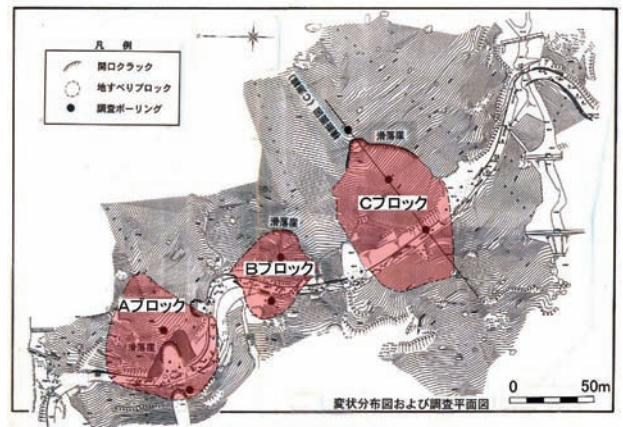 凡 例
開口クラック
地すべりブロック
調査ボーリング
滑落崖
Cブロック
滑落崖
Bブロック
Aブロック
滑落崖
0 50m
変状分布図および調査平面図